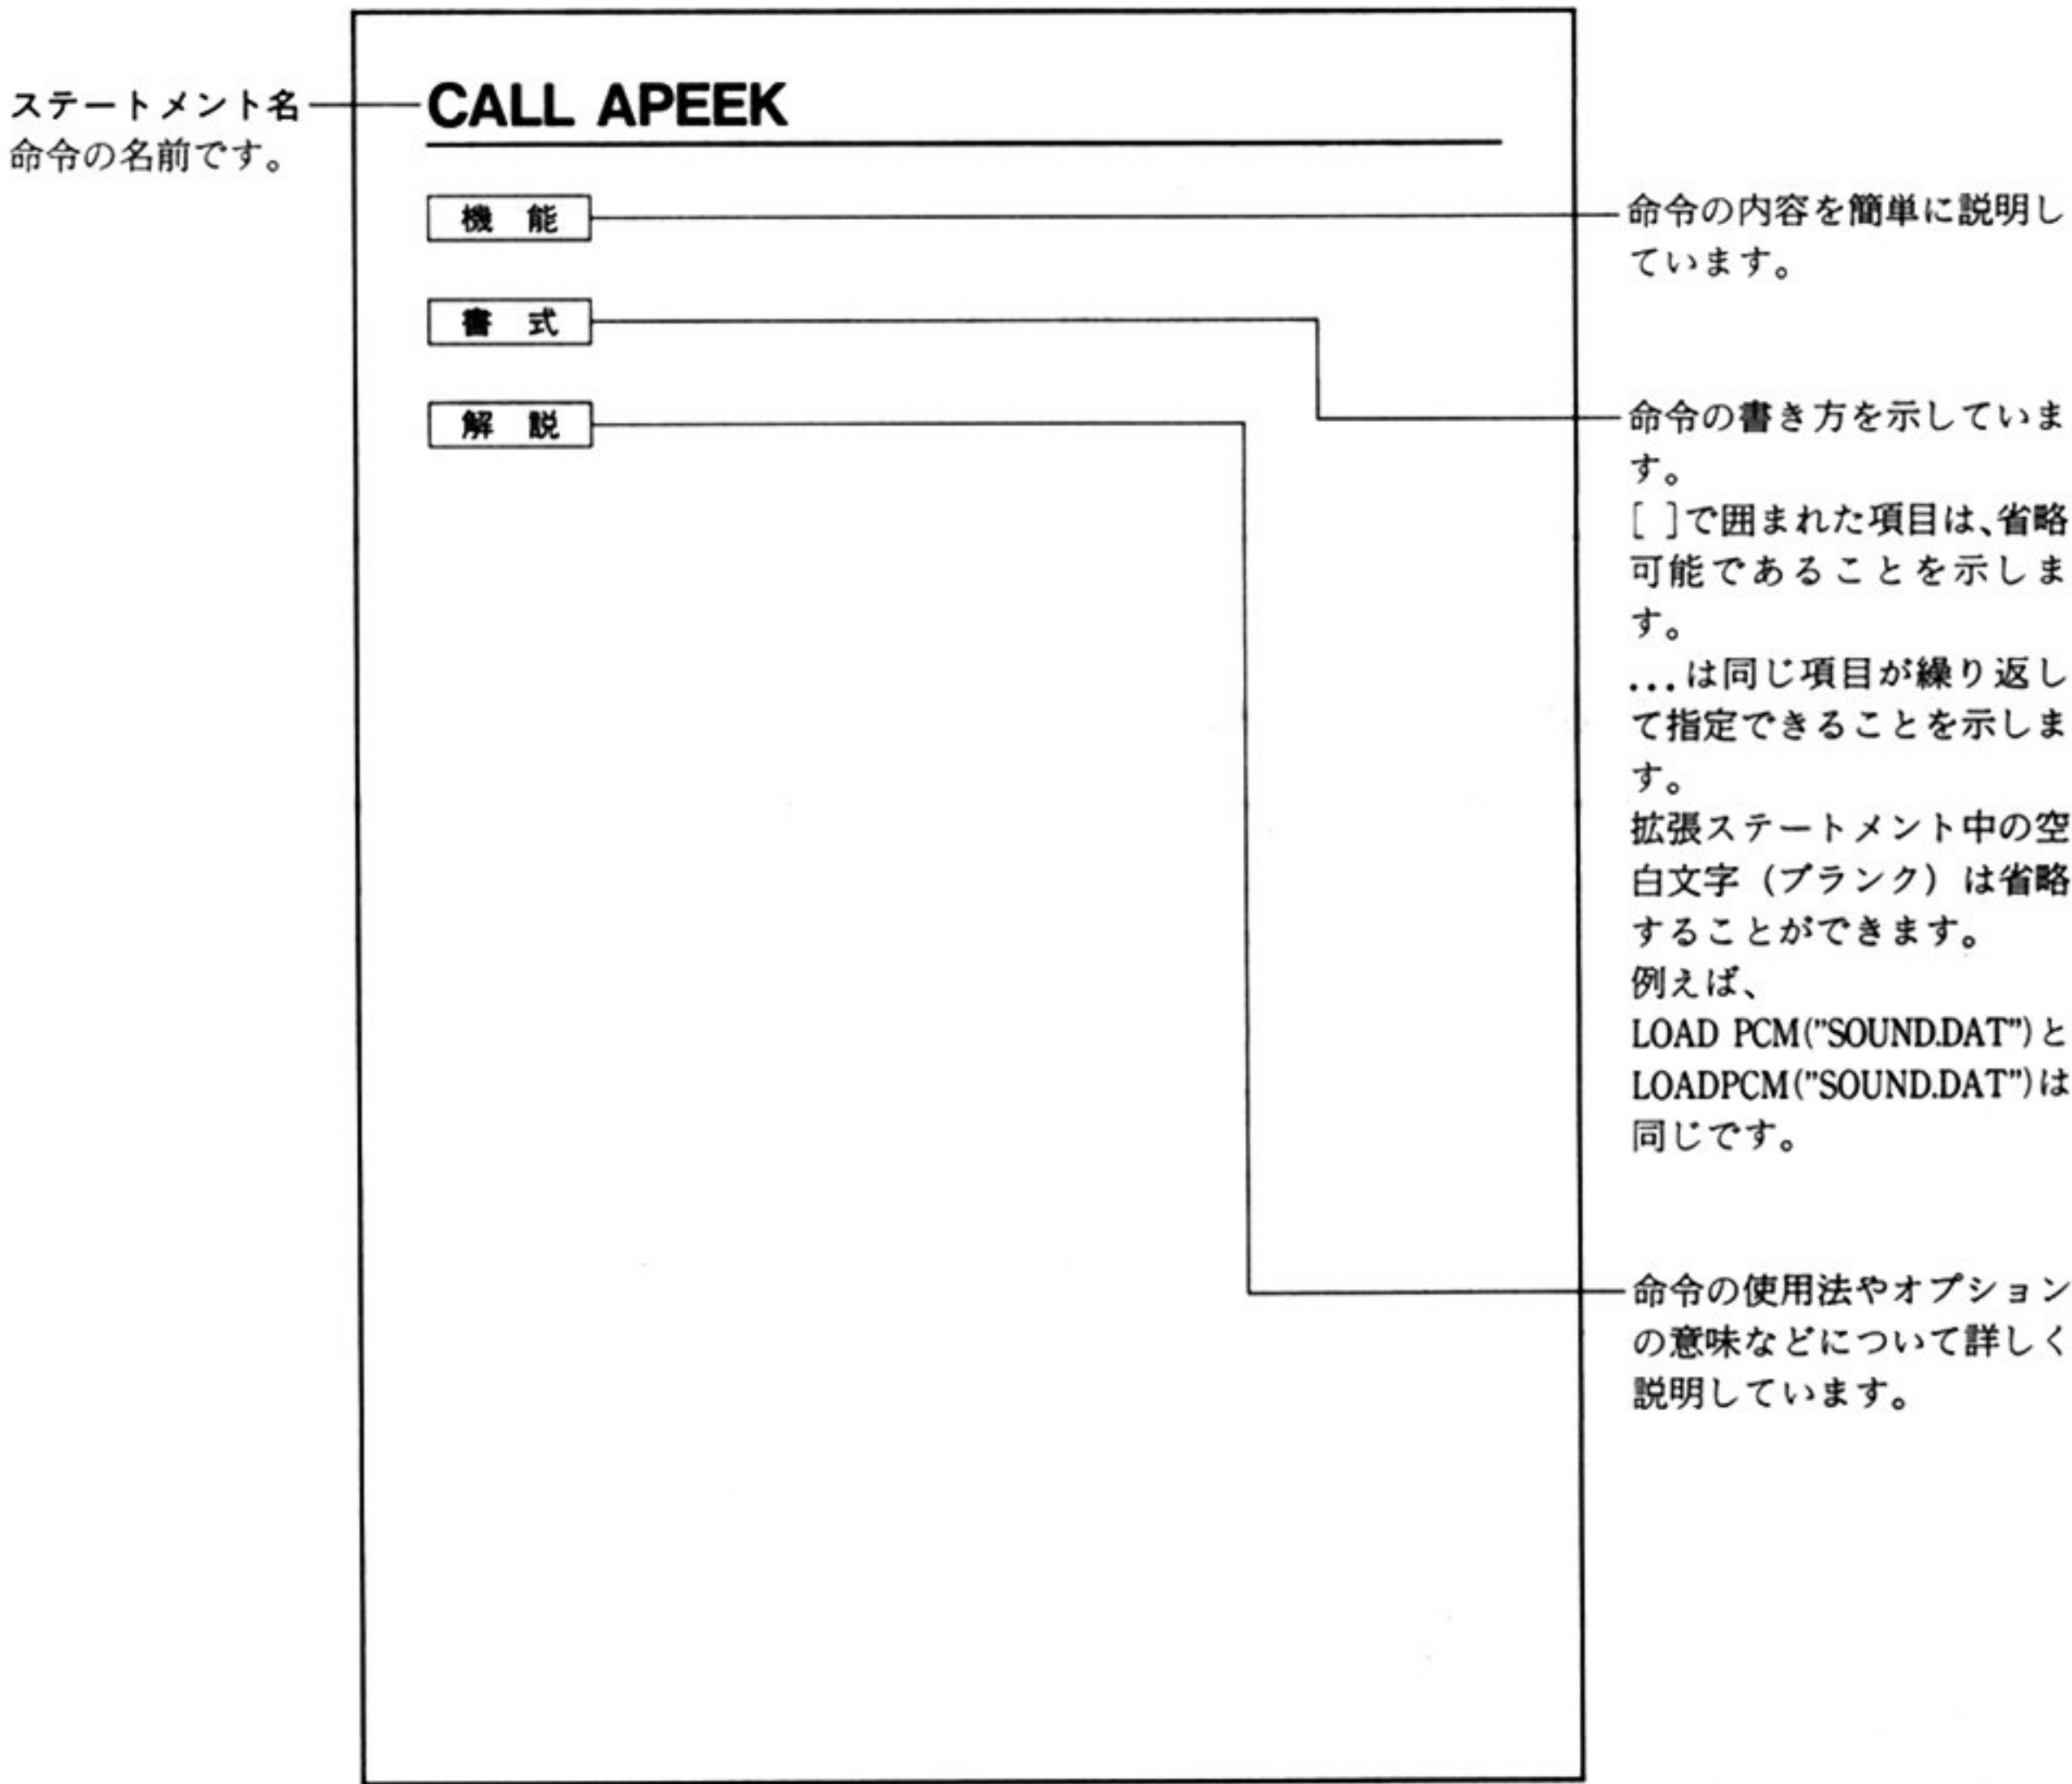 ステートメント名
命令の名前です。
CALL APEEK
機 能
命令の内容を簡単に説明し
ています。
書 式
命令の書き方を示していま
す。
[ ]で囲まれた項目は、省略
可能であることを示しま
す。
...は同じ項目が繰り返し
て指定できることを示しま
す。
拡張ステートメント中の空
白文字（ブランク）は省略
することができます。
例えば、
LOAD PCM("SOUND.DAT")と
LOADPCM("SOUND.DAT")は
同じです。
解 説
命令の使用法やオプション
の意味などについて詳しく
説明しています。